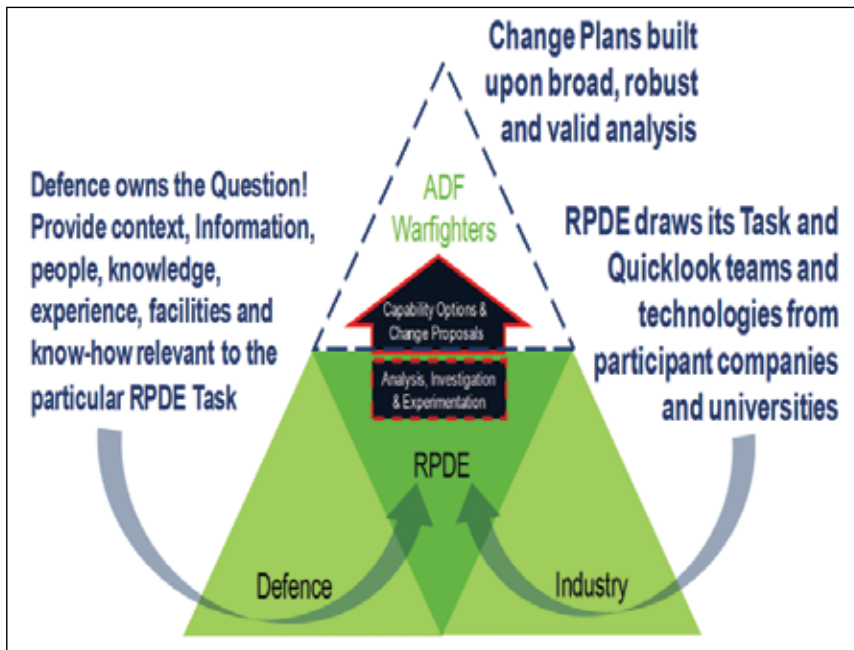 Change Plans built
upon broad, robust
and valid analysis
Defence owns the Question!
Provide context, Information,
people, knowledge,
experience, facilities and
know-how relevant to the
particular RPDE Task
ADF
Warfighters
RPDE draws its Task and
Quicklook teams and
technologies from
participant companies
and universities
Capability Options &
Change Proposals
Analysis, Investigation
& Experimentation
RPDE
Defence
Industry